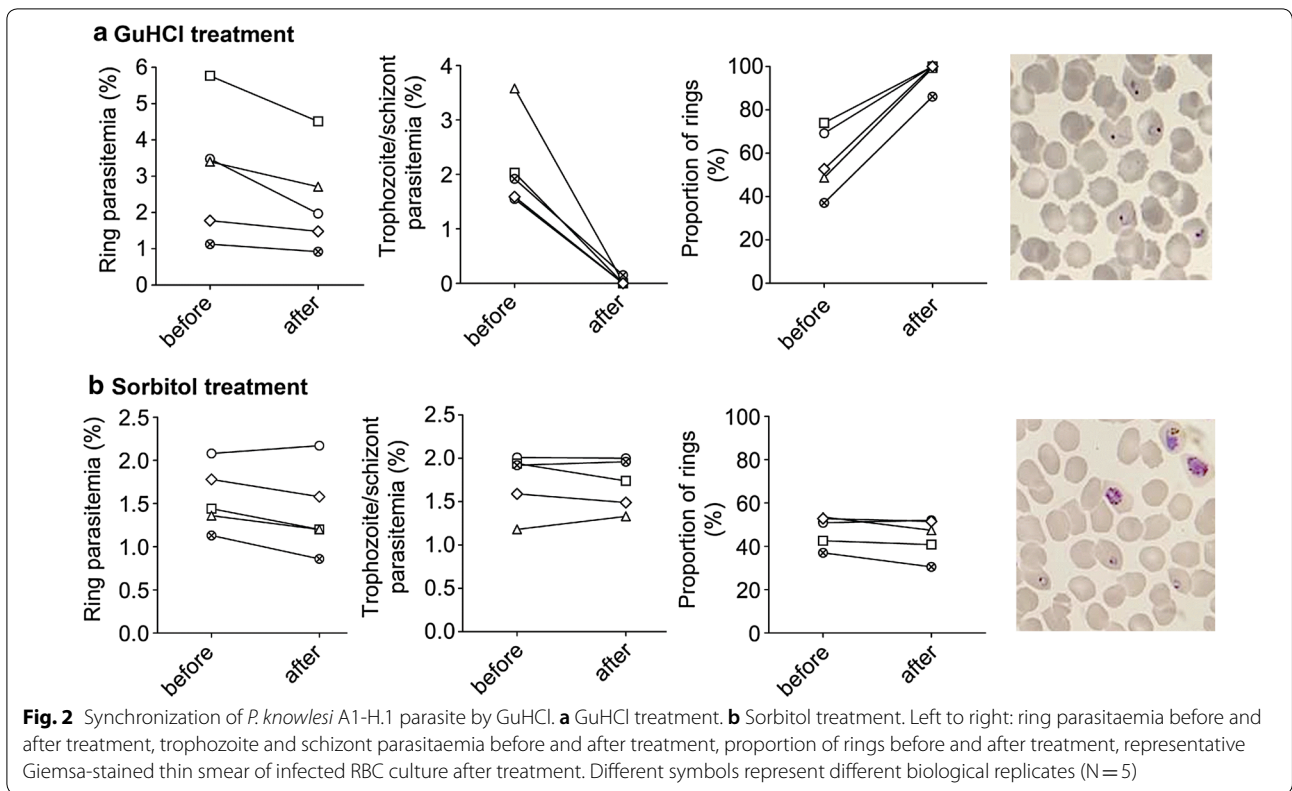 a GuHCl treatment
Ring parasitemia (%)
6
5
4
3
2
1
0
before
after
Trophozoite/schizont
parasitemia (%)
4
3
2
1
0
before
after
Proportion of rings
(%)
100
80
60
40
20
0
before
after
b Sorbitol treatment
Ring parasitemia (%)
2.5
2.0
1.5
1.0
0.5
0.0
before
after
Trophozoite/schizont
parasitemia (%)
2.5
2.0
1.5
1.0
0.5
0.0
before
after
Proportion of rings
(%)
100
80
60
40
20
0
before
after
Fig. 2 Synchronization of P. knowlesi A1-H.1 parasite by GuHCl. a GuHCl treatment. b Sorbitol treatment. Left to right: ring parasitaemia before and
after treatment, trophozoite and schizont parasitaemia before and after treatment, proportion of rings before and after treatment, representative
Giemsa-stained thin smear of infected RBC culture after treatment. Different symbols represent different biological replicates (N = 5)